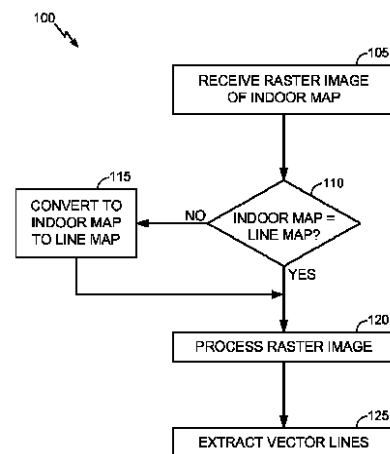 100
105
RECEIVE RASTER IMAGE
OF INDOOR MAP
110
INDOOR MAP =
LINE MAP?
NO
YES
115
CONVERT TO
INDOOR MAP
TO LINE MAP
120
PROCESS RASTER IMAGE
125
EXTRACT VECTOR LINES